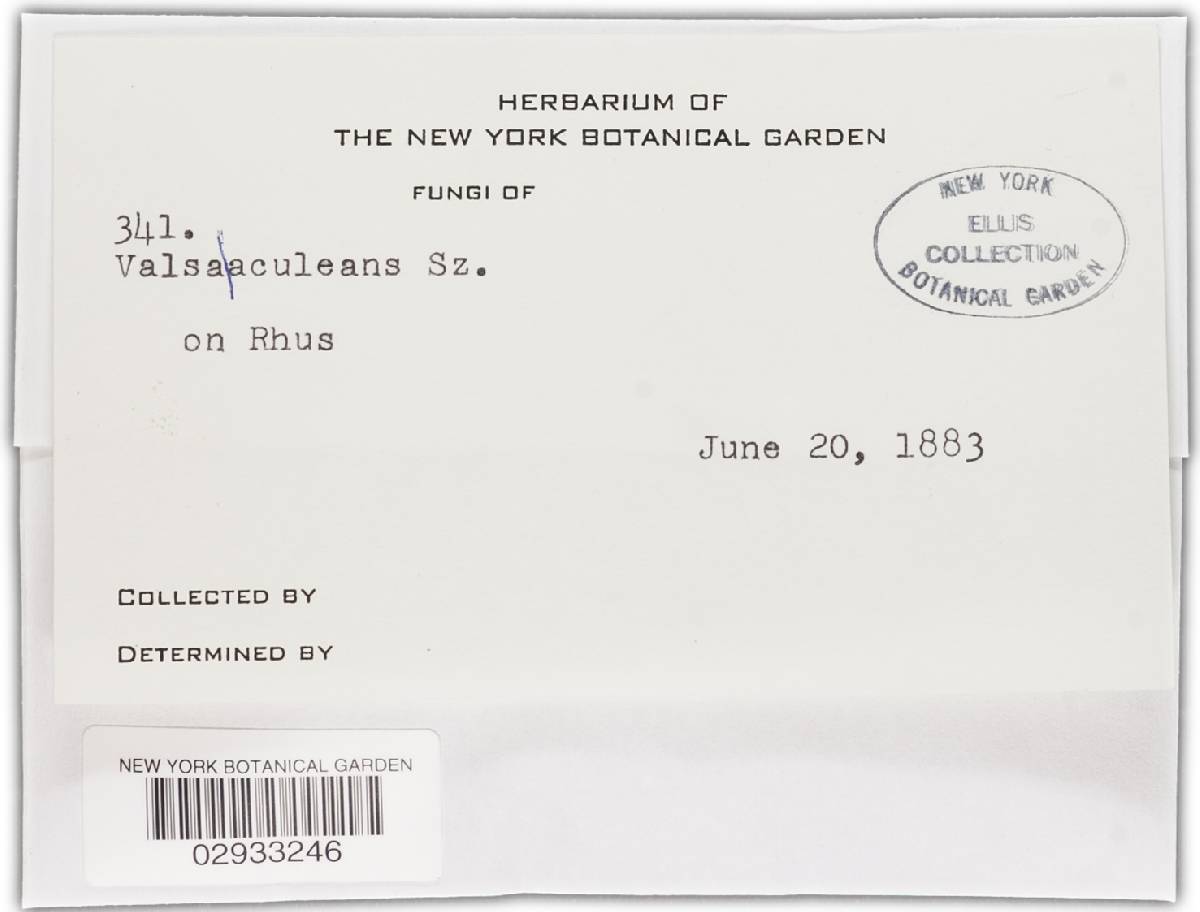 HERBARIUM OF
THE NEW YORK BOTANICAL GARDEN
FUNGI OF
341.
Valsaaculeans Sz.
on Rhus
NEW YORK
ELLIS
COLLECTION
BOTANICAL GARDEN
June 20, 1883
COLLECTED BY
DETERMINED BY
NEW YORK BOTANICAL GARDEN
02933246